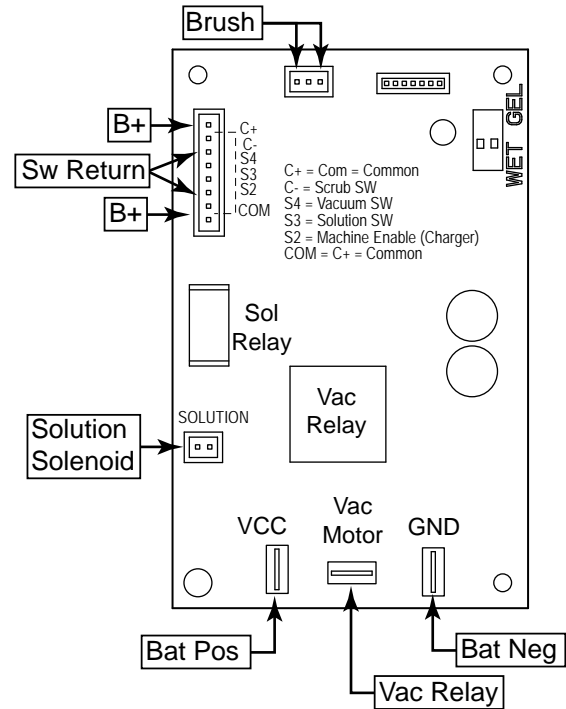 Brush
B+
Sw Return
B+
C+
C-
S4
S3
S2
COM
WET GEL
C+ = Com = Common
C- = Scrub SW
S4 = Vacuum SW
S3 = Solution SW
S2 = Machine Enable (Charger)
COM = C+ = Common
Sol
Relay
Vac
Relay
SOLUTION
Solution
Solenoid
VCC
Vac
Motor
GND
Bat Pos
Bat Neg
Vac Relay